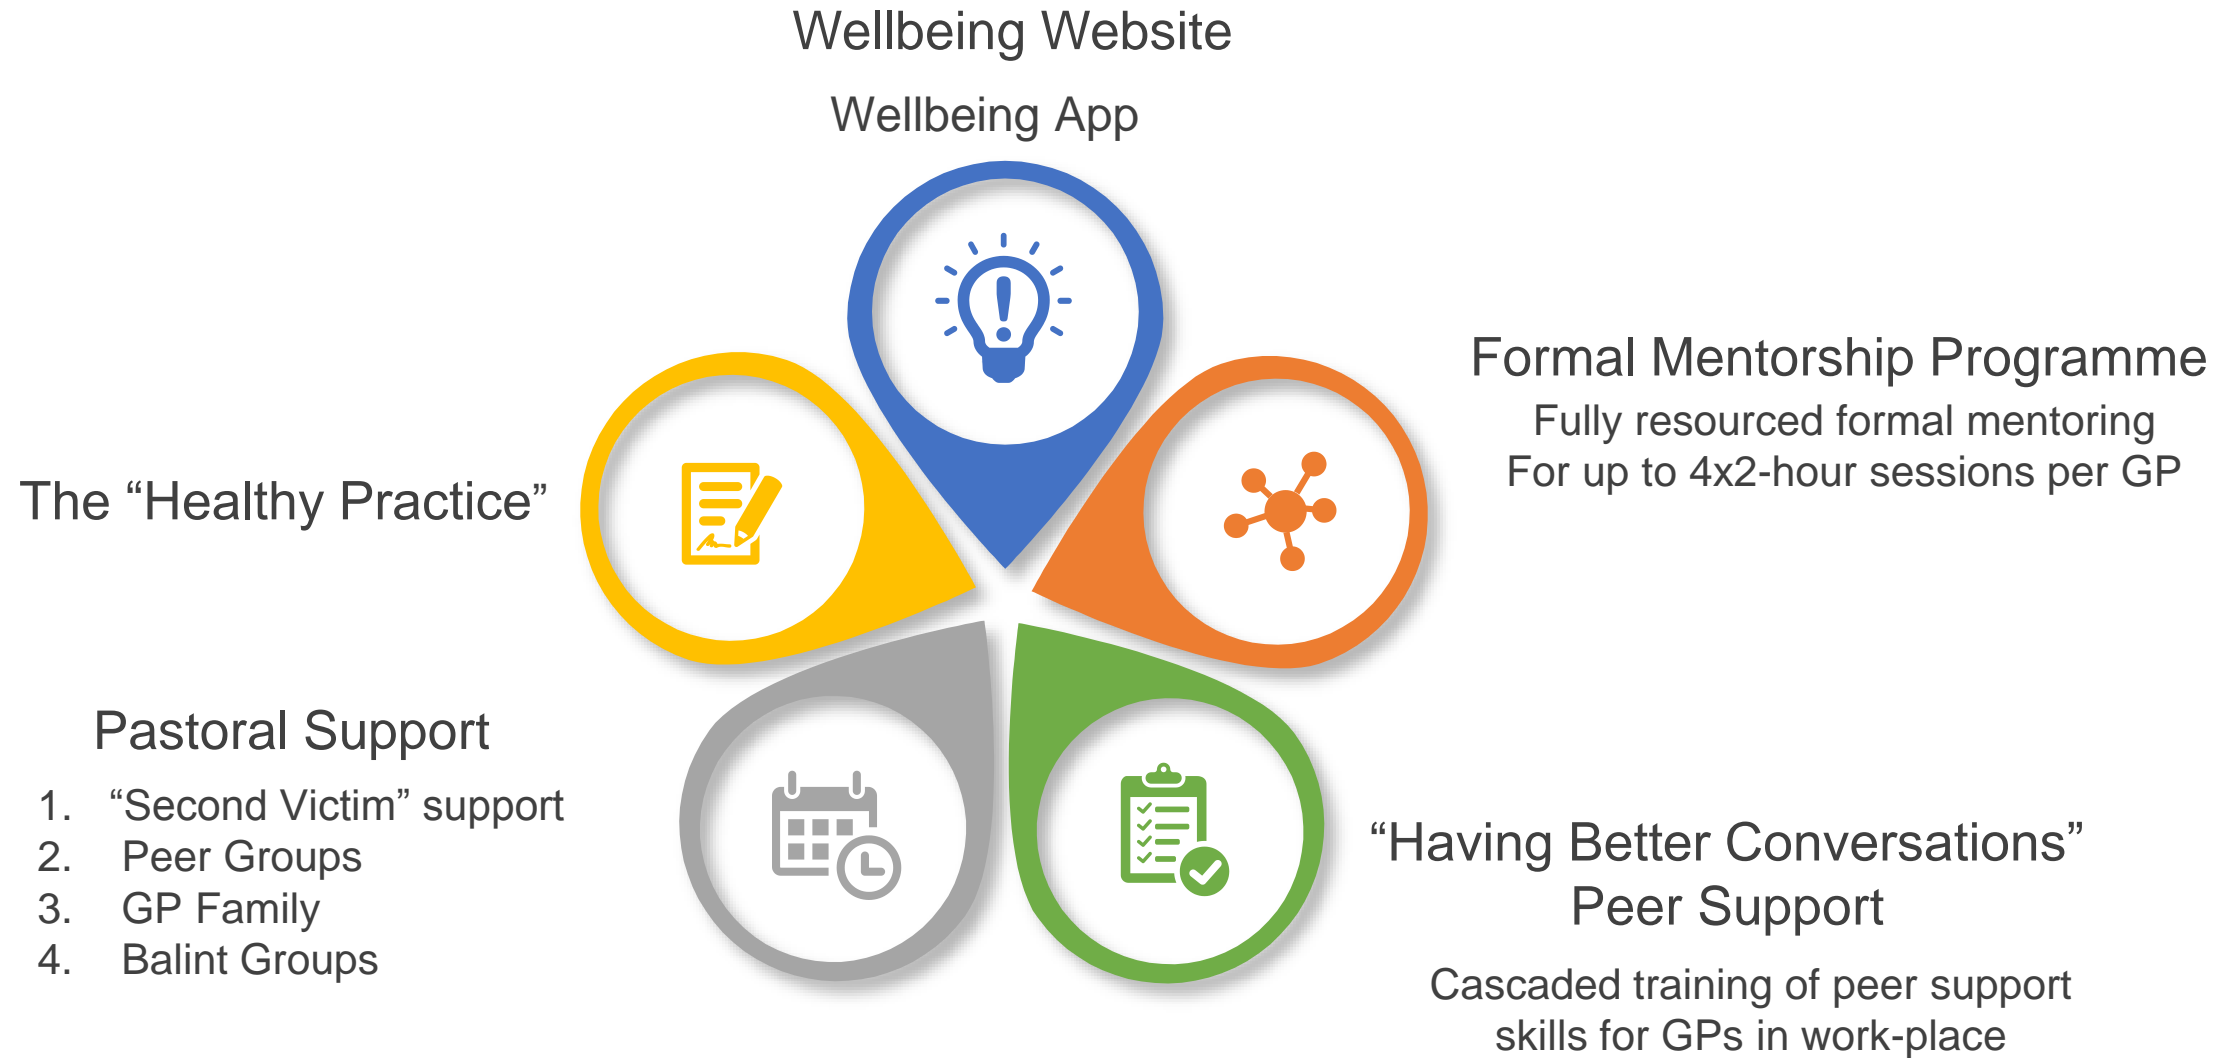 Wellbeing Website
Wellbeing App
Formal Mentorship Programme
Fully resourced formal mentoring
For up to 4x2-hour sessions per GP
The “Healthy Practice”
Pastoral Support
1. “Second Victim” support
2. Peer Groups
3. GP Family
4. Balint Groups
“Having Better Conversations”
Peer Support
Cascaded training of peer support
skills for GPs in work-place